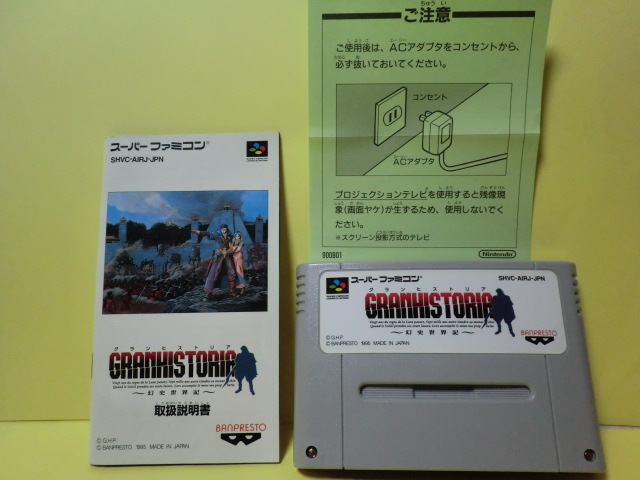 ちゅうい
ご注意
ご使用後は、ACアダプタをコンセントから、
必ず抜いておいてください。
コンセント
ACアダプタ
プロジェクションテレビを使用すると残像現
象(画面ヤケ)が生ずるため、使用しないでく
ださい。
※スクリーン投影方式のテレビ
900901
Nintendo
スーパーファミコン
SHVC-AIRJ-JPN
グランヒストリア
GRANHISTORIA
～幻史世界記～
取扱説明書
BANPRESTO
©G.H.P.
©BANPRESTO 1995 MADE IN JAPAN
スーパーファミコン
SHVC-AIRJ-JPN
グランヒストリア
GRANHISTORIA
～幻史世界記～
©G.H.P.
©BANPRESTO 1995 MADE IN JAPAN
BANPRESTO